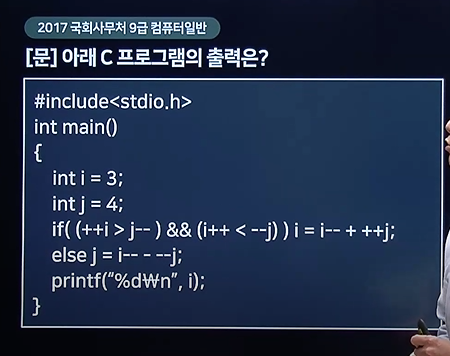 2017 국회사무처 9급 컴퓨터일반
[문] 아래 C 프로그램의 출력은?
#include<stdio.h>
int main()
{
int i = 3;
int j = 4;
if( (++i > j-- ) && (i++ < --j) ) i = i-- + ++j;
else j = i-- - --j;
printf("%d₩n", i);
}